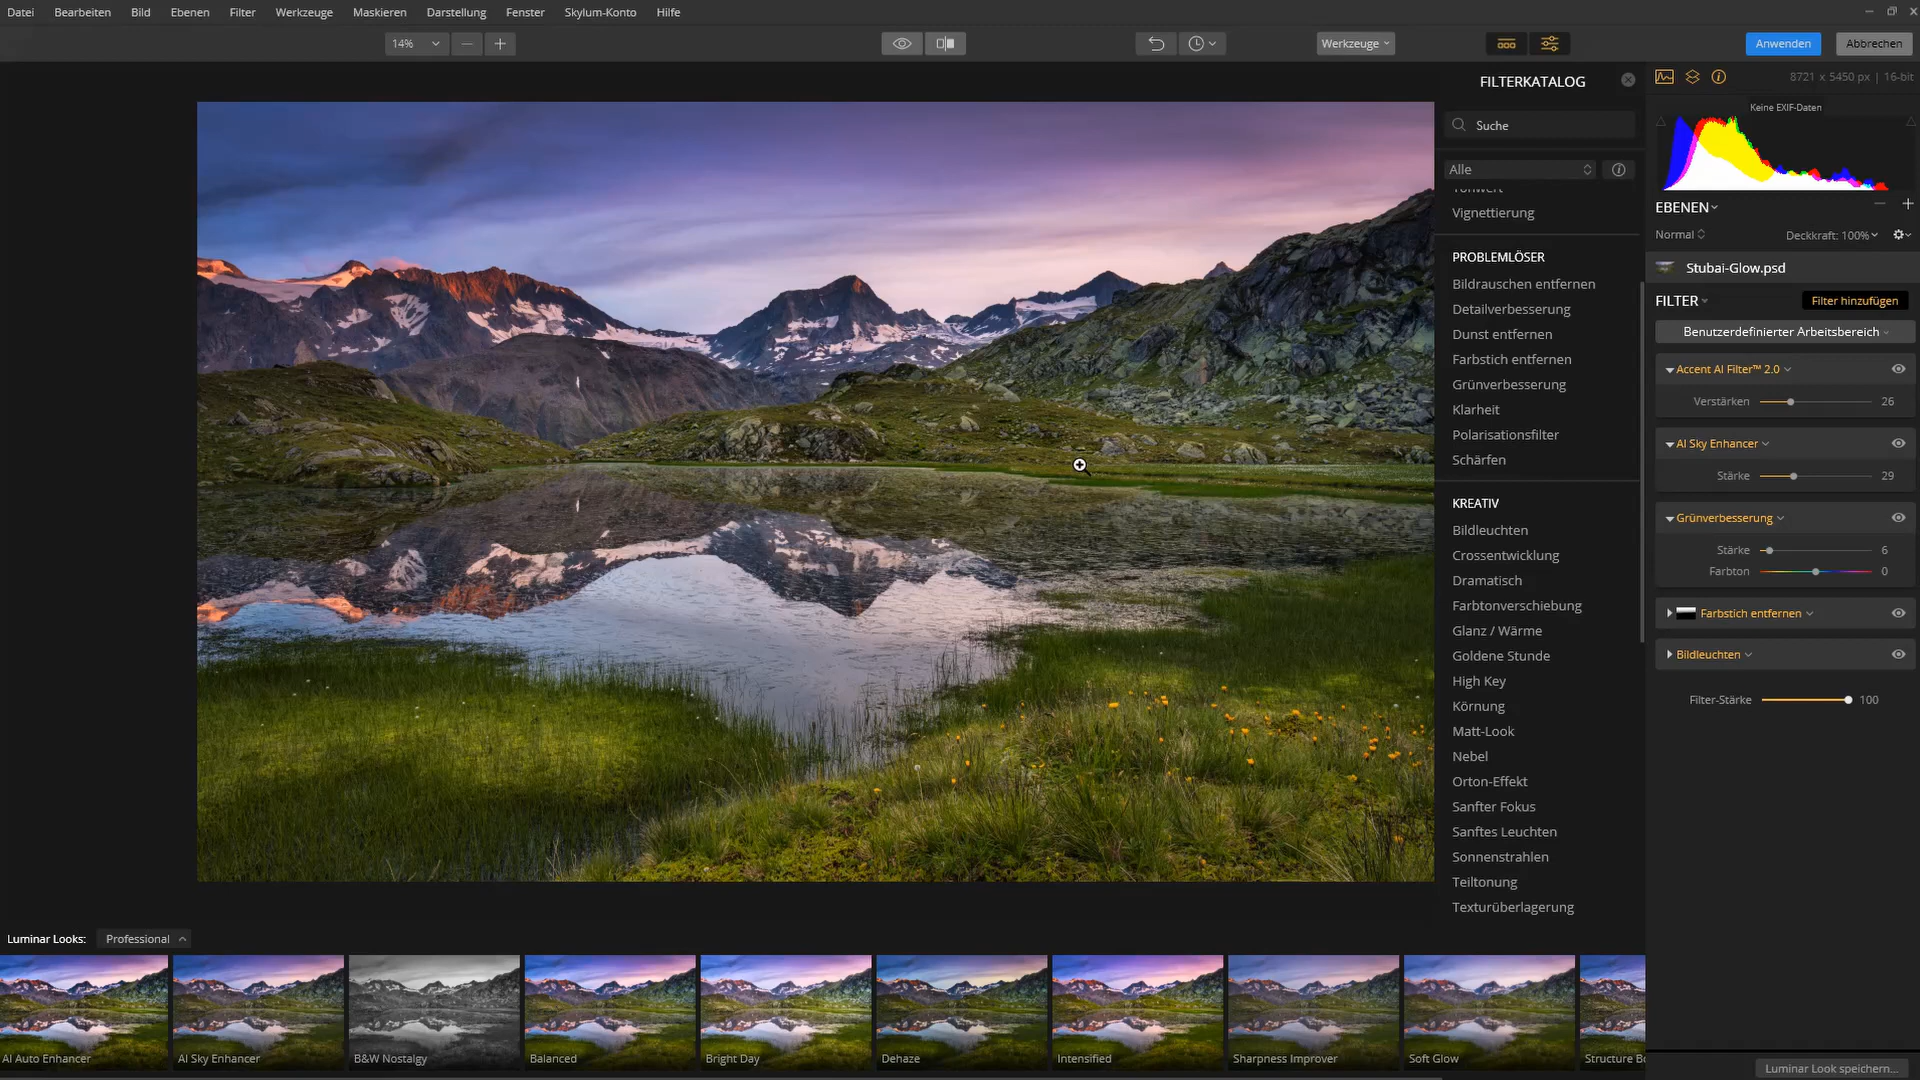 Datei Bearbeiten Bild Ebenen Filter Werkzeuge Maskieren Darstellung Fenster Skylum-Konto Hilfe
14% Werkzeuge Anwenden Abbrechen
FILTERKATALOG
Suche
Alle
Tonwert
Vignettierung
PROBLEMLÖSER
Bildrauschen entfernen
Detailverbesserung
Dunst entfernen
Farbstich entfernen
Grünverbesserung
Klarheit
Polarisationsfilter
Schärfen
KREATIV
Bildleuchten
Crossentwicklung
Dramatisch
Farbtonverschiebung
Glanz / Wärme
Goldene Stunde
High Key
Körnung
Matt-Look
Nebel
Orton-Effekt
Sanfter Fokus
Sanftes Leuchten
Sonnenstrahlen
Teiltonung
Texturüberlagerung
8721 x 5450 px | 16-bit
Keine EXIF-Daten
EBENEN
Normal Deckkraft: 100%
Stubai-Glow.psd
FILTER Filter hinzufügen
Benutzerdefinierter Arbeitsbereich
Accent AI Filter™ 2.0
Verstärken 26
AI Sky Enhancer
Stärke 29
Grünverbesserung
Stärke 6
Farbton 0
Farbstich entfernen
Bildleuchten
Filter-Stärke 100
Luminar Looks: Professional
AI Auto Enhancer AI Sky Enhancer B&W Nostalgy Balanced Bright Day Dehaze Intensified Sharpness Improver Soft Glow Structure Bo
Luminar Look speichern...